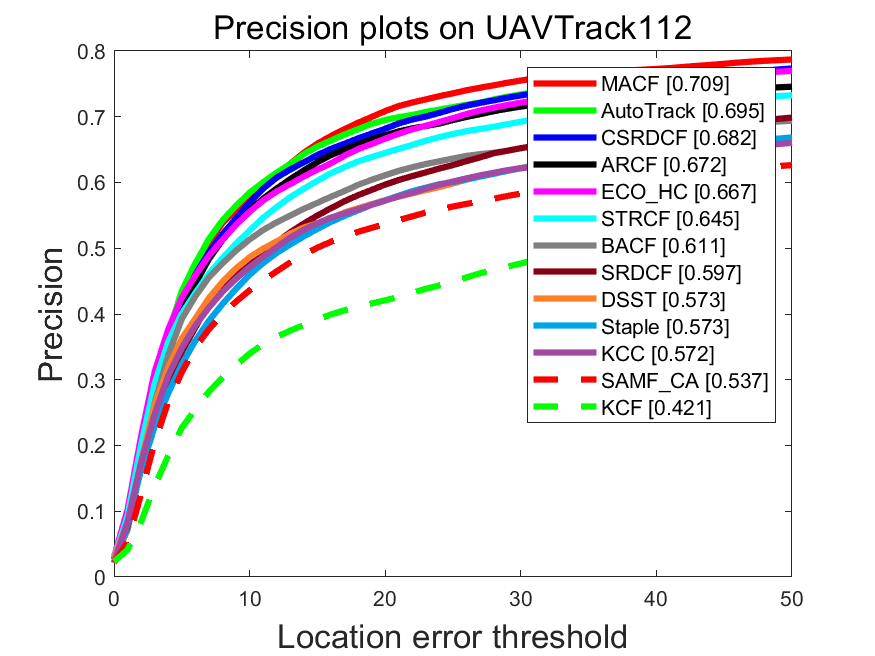 Precision plots on UAVTrack112
0.8
0.7
0.6
0.5
0.4
0.3
0.2
0.1
0
Precision
MACF [0.709]
AutoTrack [0.695]
CSRDCF [0.682]
ARCF [0.672]
ECO_HC [0.667]
STRCF [0.645]
BACF [0.611]
SRDCF [0.597]
DSST [0.573]
Staple [0.573]
KCC [0.572]
SAMF_CA [0.537]
KCF [0.421]
0 10 20 30 40 50
Location error threshold